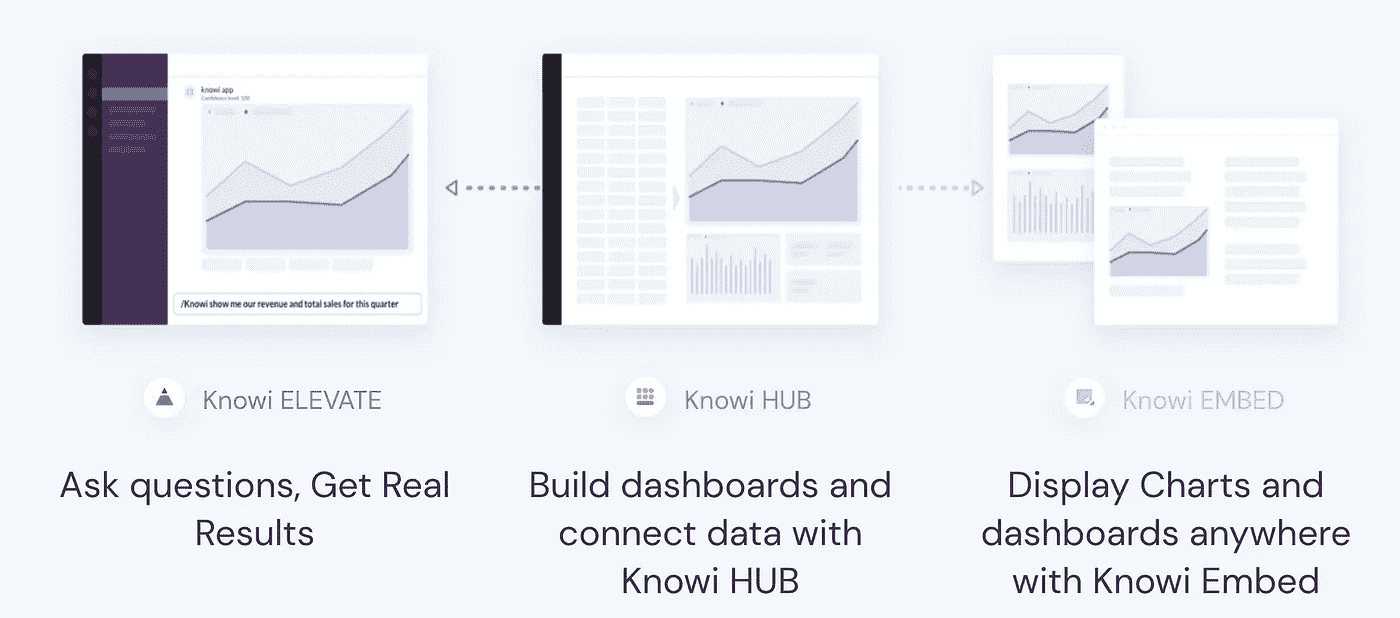 knowi app
Confidence level: 100
/Knowi show me our revenue and total sales for this quarter
Knowi ELEVATE
Knowi HUB
Knowi EMBED
Ask questions, Get Real
Results
Build dashboards and
connect data with
Knowi HUB
Display Charts and
dashboards anywhere
with Knowi Embed